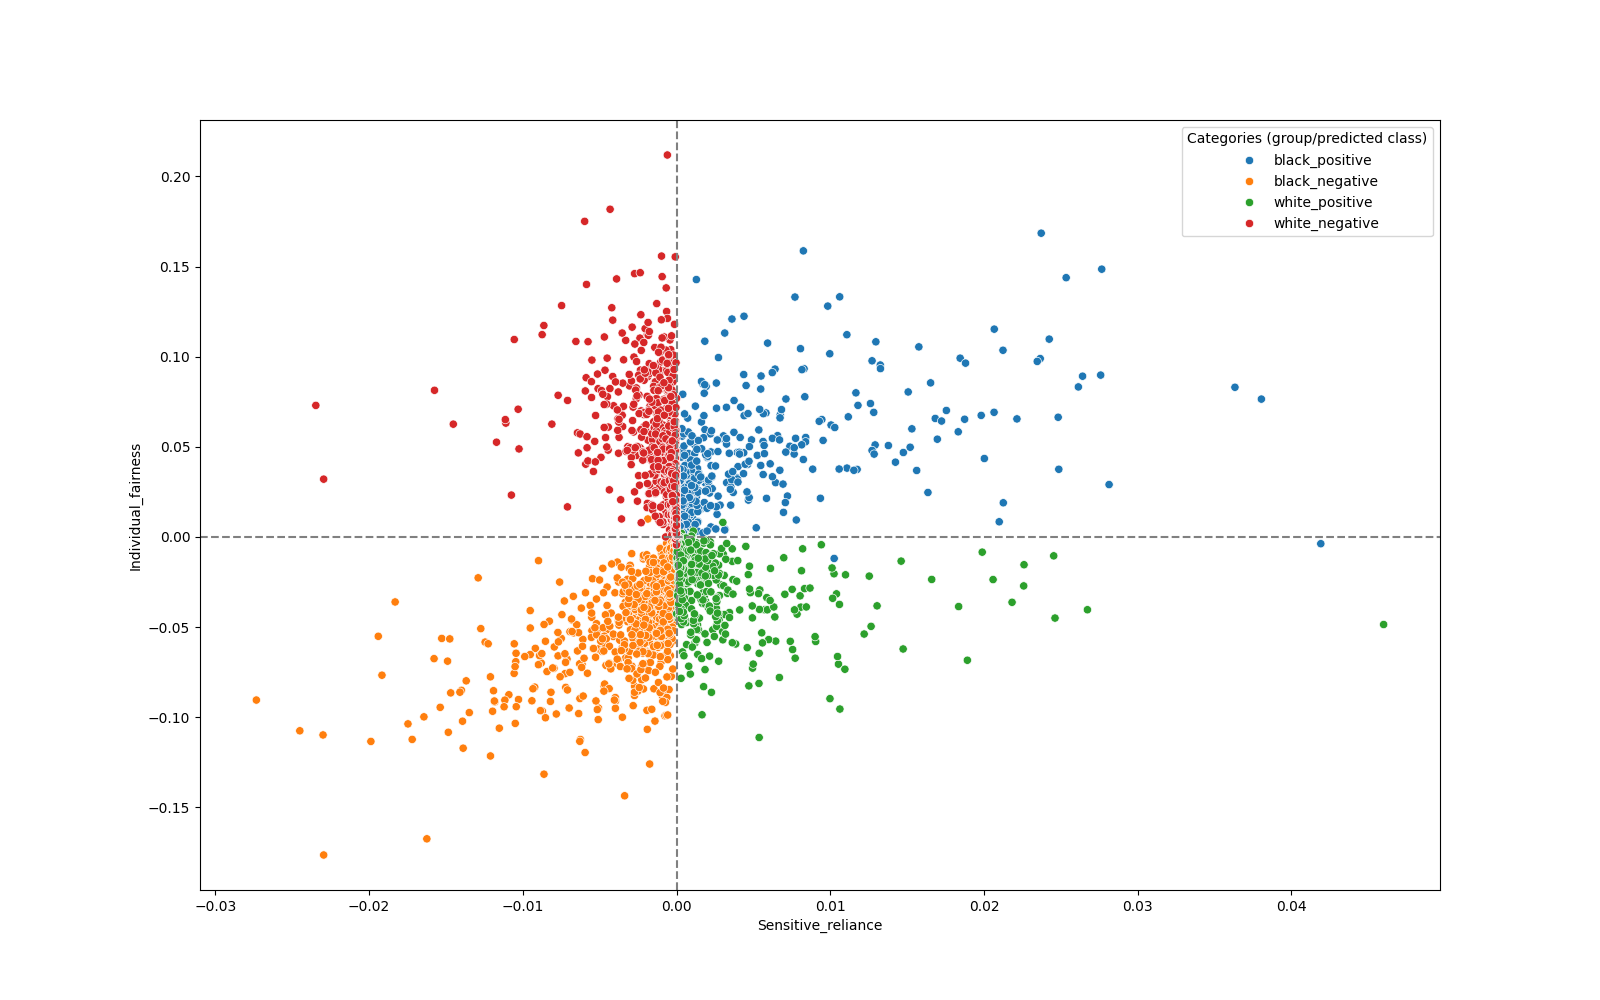 Categories (group/predicted class)
black_positive
black_negative
white_positive
white_negative
0.20
0.15
0.10
0.05
0.00
−0.05
−0.10
−0.15
Individual_fairness
−0.03
−0.02
−0.01
0.00
0.01
0.02
0.03
0.04
Sensitive_reliance